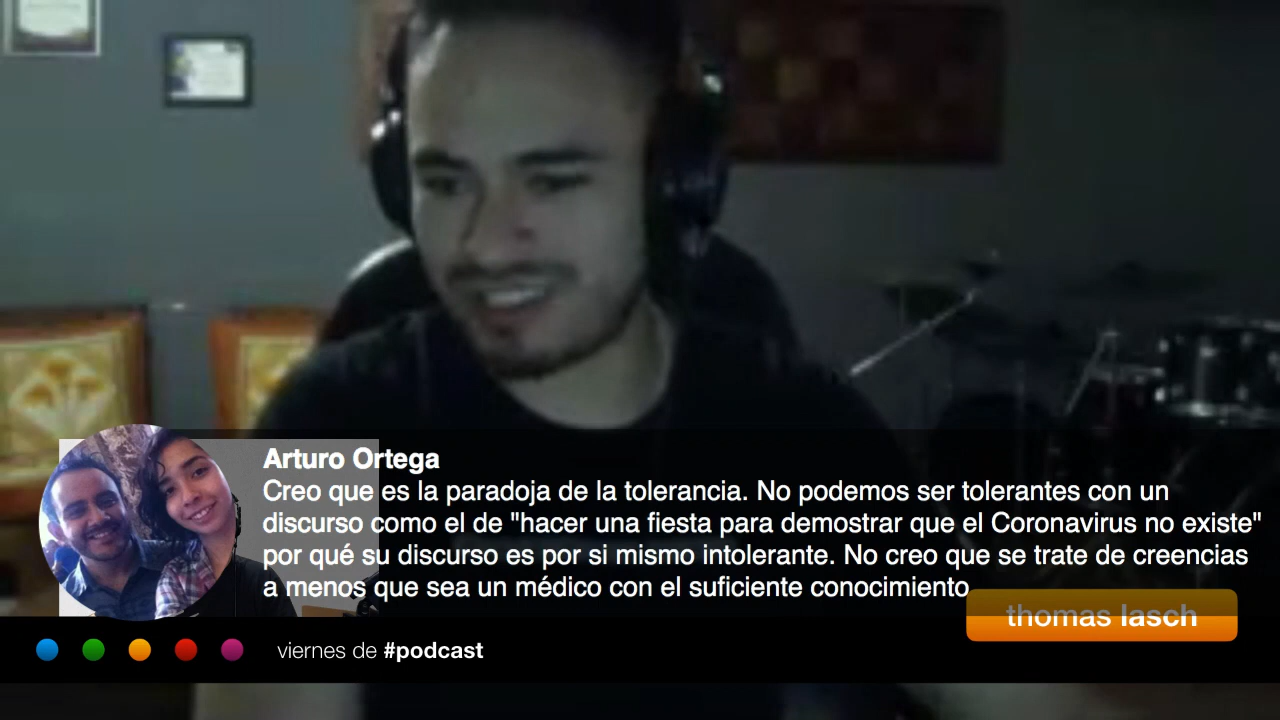 Arturo Ortega
Creo que es la paradoja de la tolerancia. No podemos ser tolerantes con un
discurso como el de "hacer una fiesta para demostrar que el Coronavirus no existe"
por qué su discurso es por si mismo intolerante. No creo que se trate de creencias
a menos que sea un médico con el suficiente conocimiento
thomas lasch
viernes de #podcast